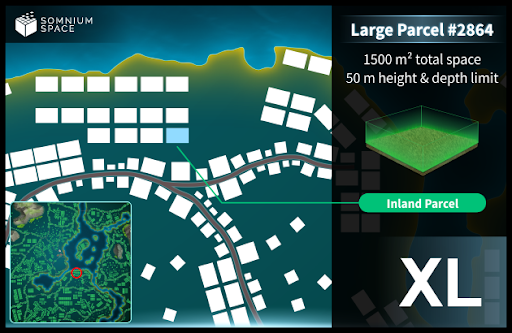 SOMNIUM
SPACE
Large Parcel #2864
1500 m² total space
50 m height & depth limit
Inland Parcel
XL